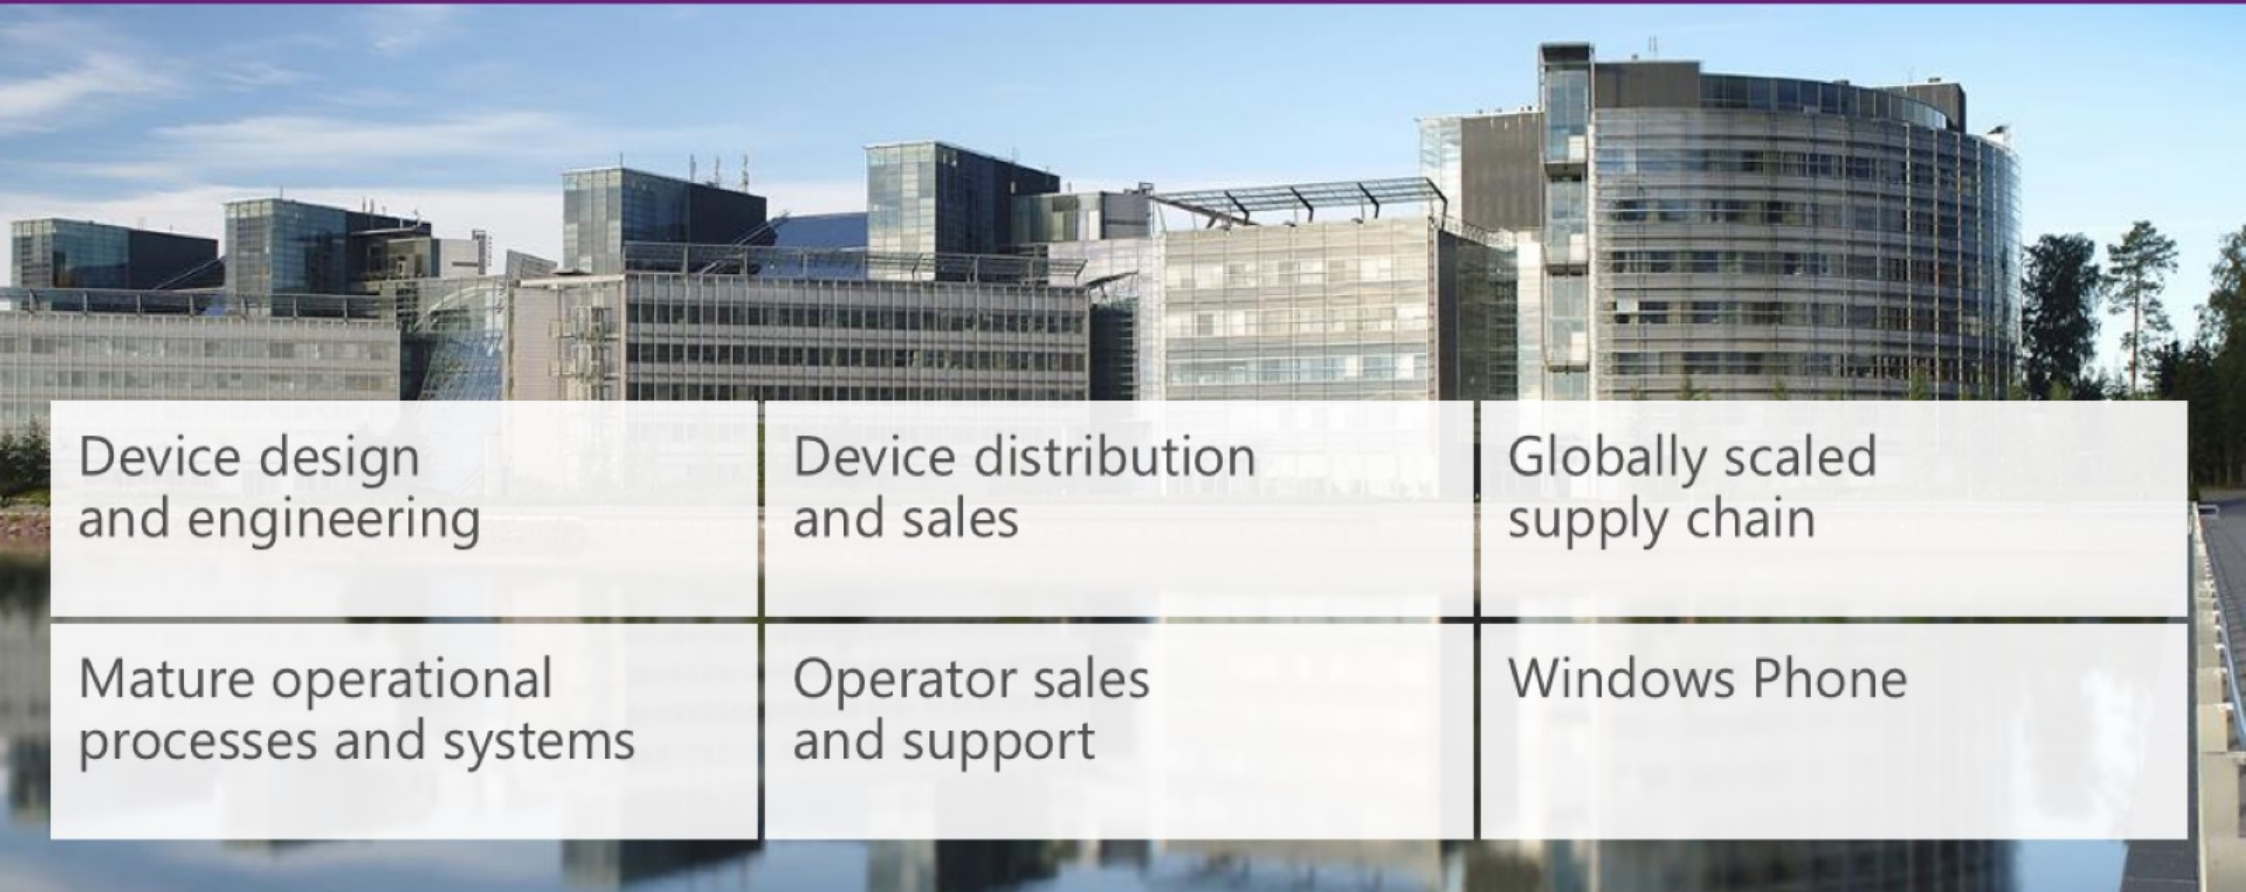 Device design
and engineering
Device distribution
and sales
Globally scaled
supply chain
Mature operational
processes and systems
Operator sales
and support
Windows Phone